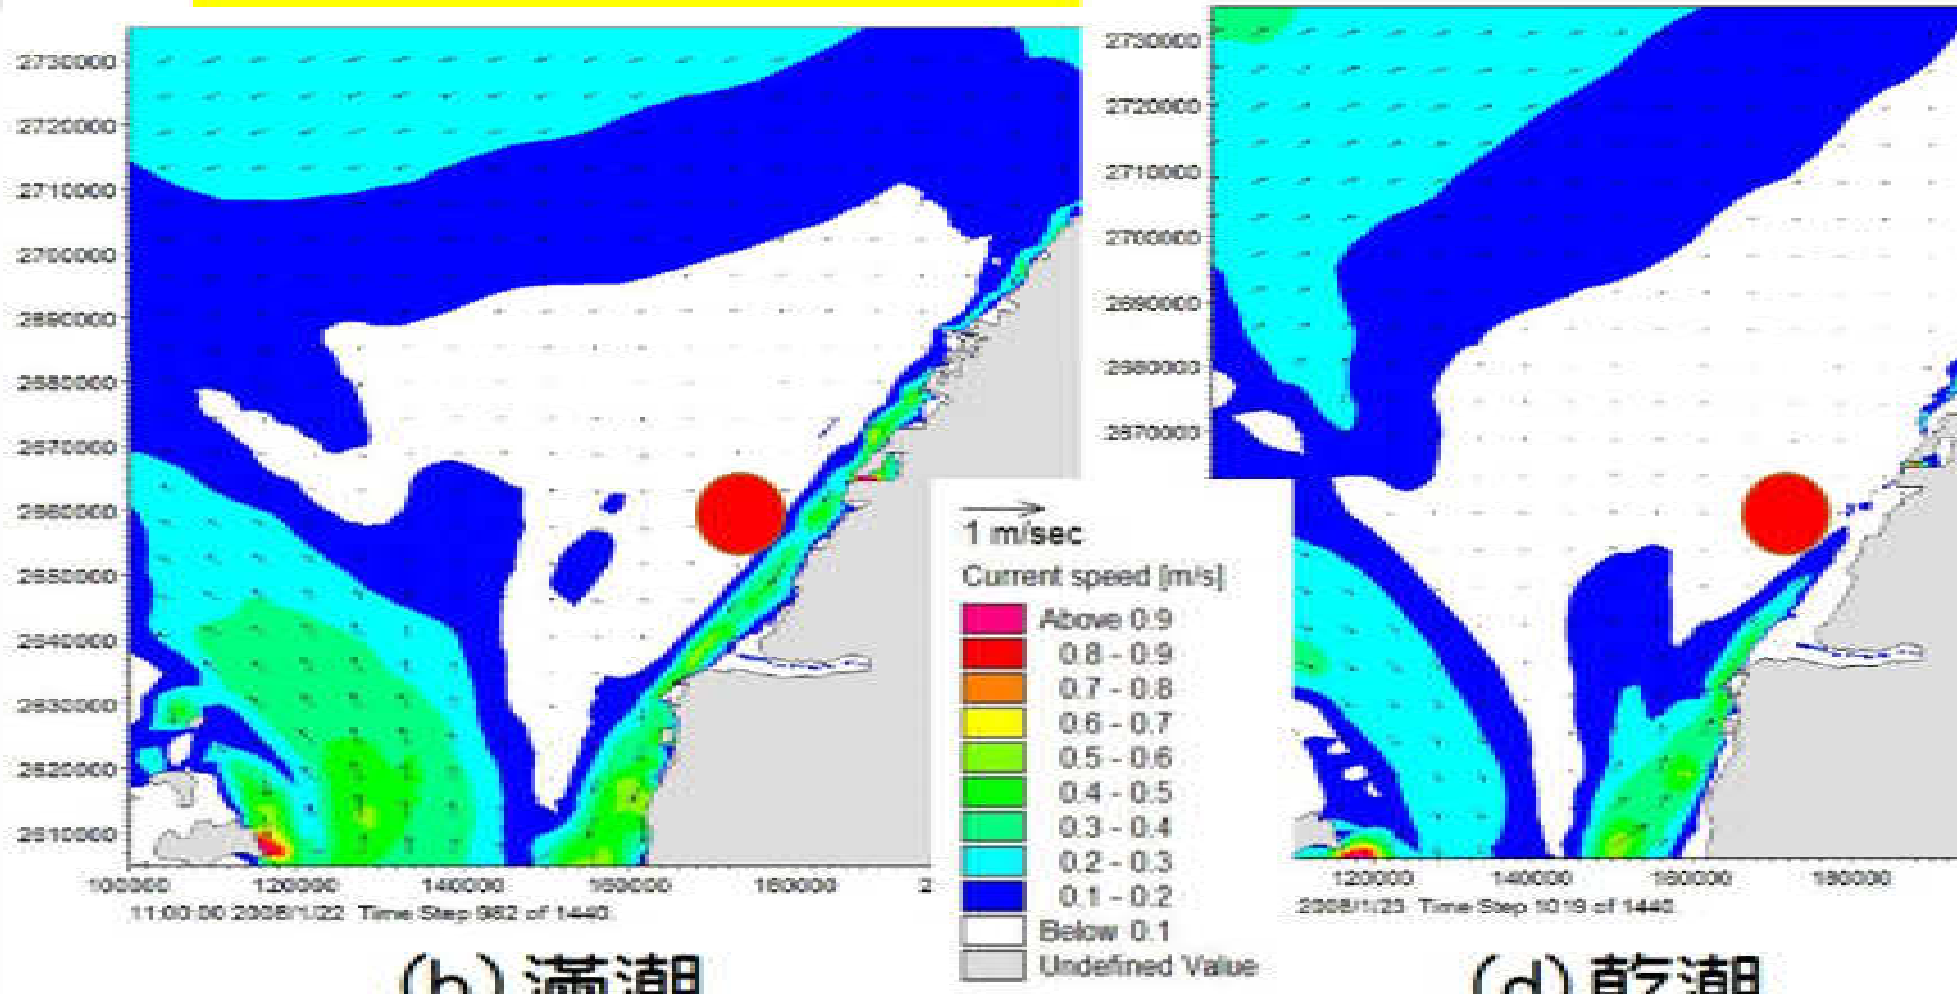 2730000
2720000
2710000
2700000
2690000
2680000
2670000
2660000
2650000
2640000
2630000
2620000
2610000
100000 120000 140000 160000 180000 2
11:00:00 2008/1/22 Time Step 982 of 1440
(b) 滿潮
1 m/sec
Current speed [m/s]
Above 0.9
0.8 - 0.9
0.7 - 0.8
0.6 - 0.7
0.5 - 0.6
0.4 - 0.5
0.3 - 0.4
0.2 - 0.3
0.1 - 0.2
Below 0.1
Undefined Value
2730000
2720000
2710000
2700000
2690000
2680000
2670000
120000 140000 160000 180000
2008/1/23 Time Step 1019 of 1440
(d) 乾潮